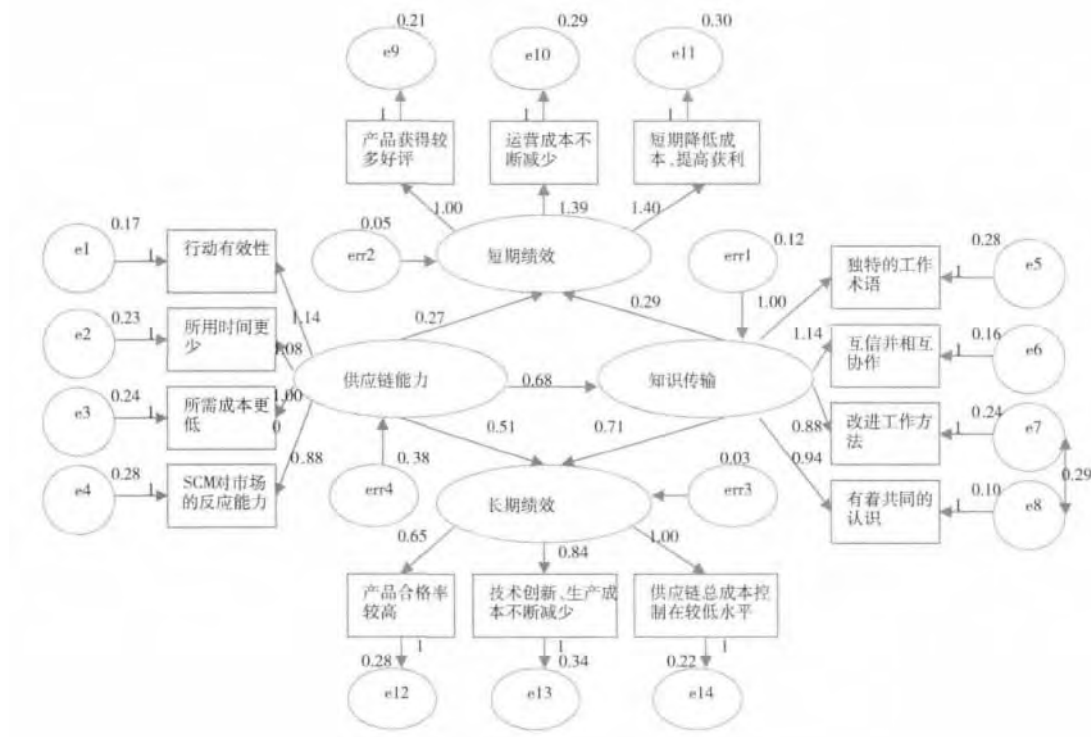 0.21
0.29
0.30
e9
e10
e11
1
1
1
产品获得较
多好评
运营成本不
断减少
短期降低成
本、提高获利
1.00
1.39
1.40
0.05
err2
短期绩效
err1
0.12
0.17
e1
1
行动有效性
独特的工作
术语
1
0.28
e5
0.27
0.29
1.00
1.14
0.23
e2
1
所用时间更
少
1.08
1.14
互信并相互
协作
1
0.16
e6
供应链能力
0.68
知识传输
0.24
e3
1
所需成本更
低
1.00
0
0.51
0.71
0.88
改进工作方
法
1
0.24
e7
0.88
0.94
0.29
0.28
e4
1
SCM对市场
的反应能力
err4
0.38
长期绩效
0.03
err3
有着共同的
认识
1
0.10
e8
0.65
0.84
1.00
产品合格率
较高
技术创新、生产成
本不断减少
供应链总成本控
制在较低水平
1
1
1
0.28
0.34
0.22
e12
e13
e14